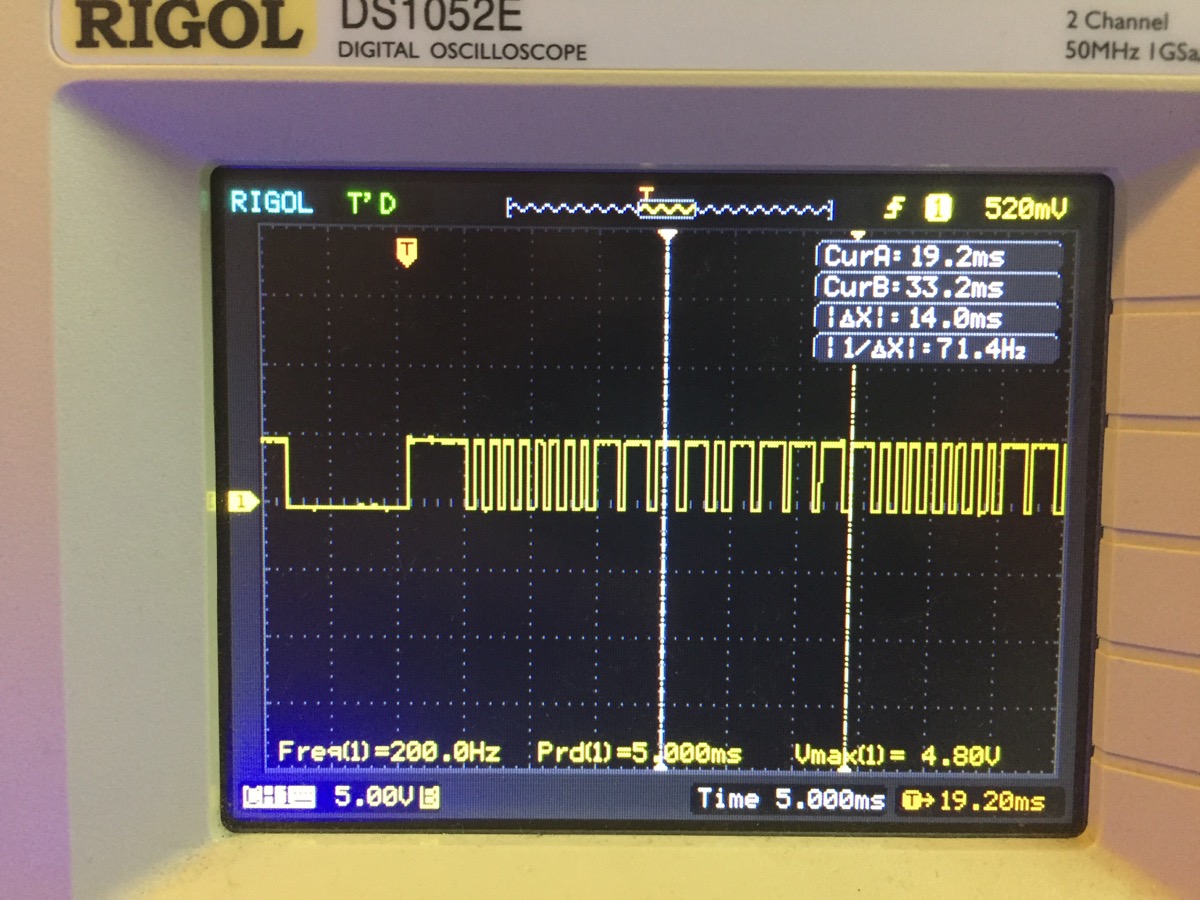 RIGOL DS1052E
DIGITAL OSCILLOSCOPE
2 Channel
50MHz 1GSa
RIGOL T'D T 1 520mV
T
CurA: 19.2ms
CurB: 33.2ms
|ΔX|: 14.0ms
|1/ΔX|: 71.4Hz
1
Freq(1)=200.0Hz Prd(1)=5.000ms Vmax(1)= 4.80V
5.00V B Time 5.000ms T→19.20ms